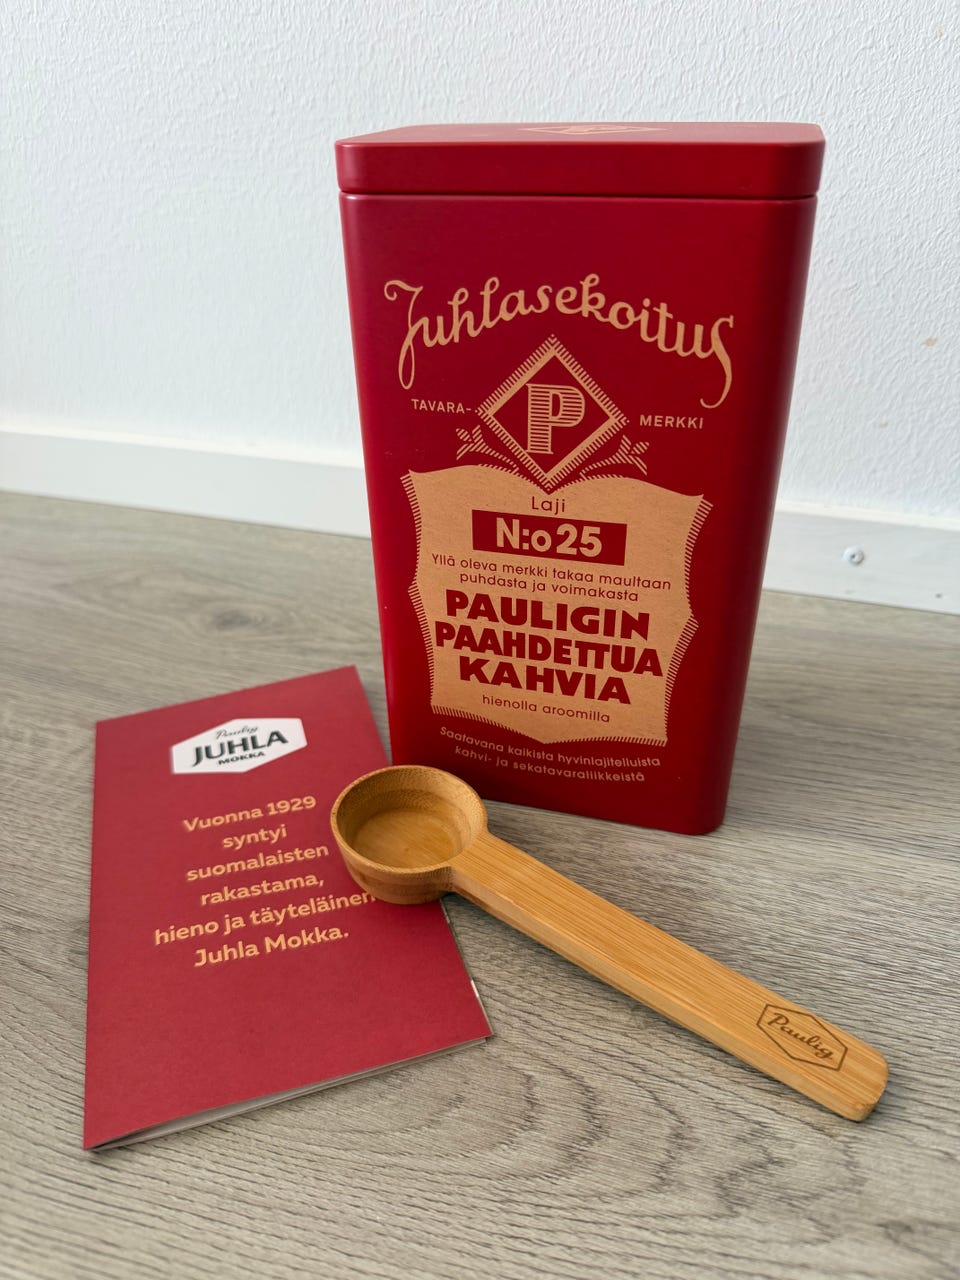 Juhlasekoitus
TAVARA-
P
MERKKI
Laji
N:o 25
Yllä oleva merkki takaa maultaan
puhdasta ja voimakasta
PAULIGIN
PAAHDETTUA
KAHVIA
hienolla aroomilla
Saatavana kaikista hyvinlajitelluista
kahvi- ja sekatavaraliikkeistä
Paulig
JUHLA
MOKKA
Vuonna 1929
syntyi
suomalaisten
rakastama,
hieno ja täyteläinen
Juhla Mokka.
Paulig